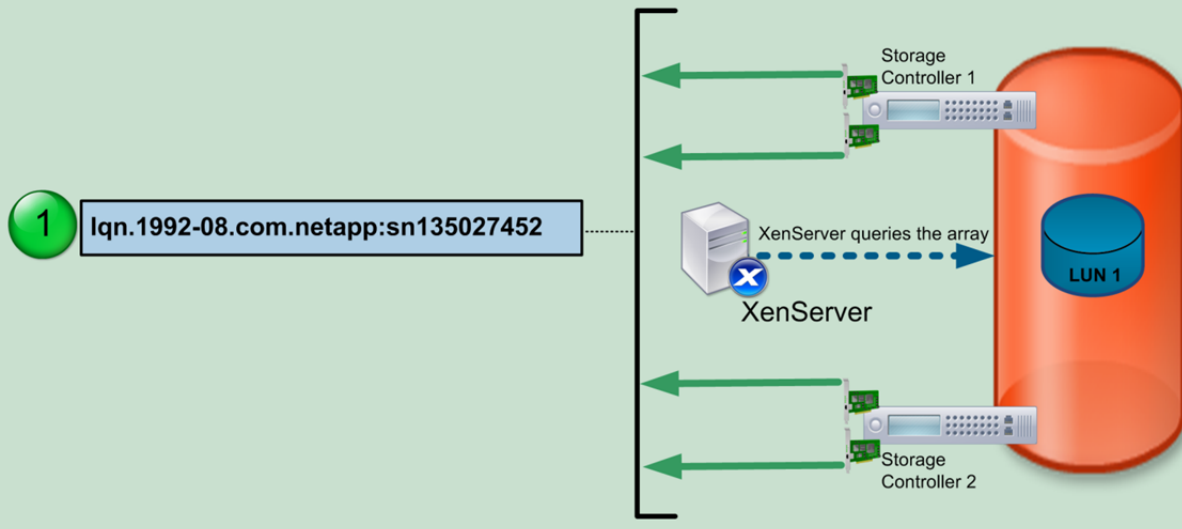 1
lqn.1992-08.com.netapp:sn135027452
Storage
Controller 1
XenServer queries the array
LUN 1
X
XenServer
Storage
Controller 2